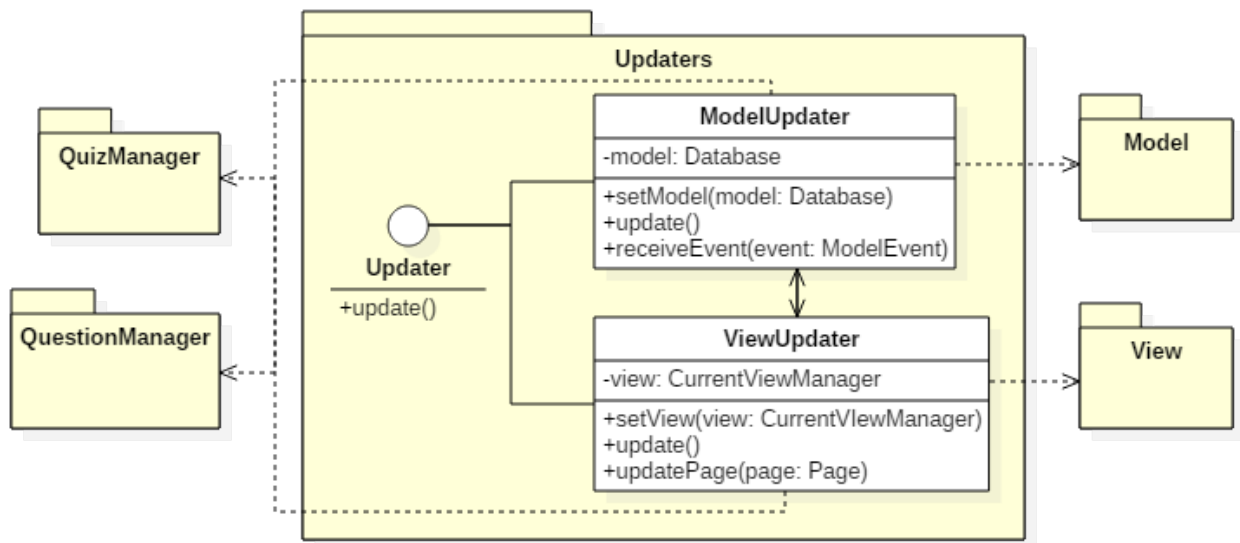 Updaters
QuizManager
QuestionManager
Updater
+update()
ModelUpdater
-model: Database
+setModel(model: Database)
+update()
+receiveEvent(event: ModelEvent)
ViewUpdater
-view: CurrentViewManager
+setView(view: CurrentVIewManager)
+update()
+updatePage(page: Page)
Model
View